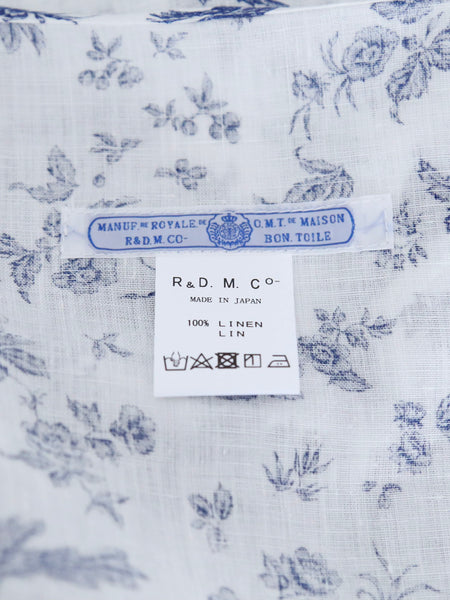 MANUF. DE ROYALE. DE O.M.T. DE MAISON
R&D.M.CO- BON.TOILE
R&D. M. Co-
MADE IN JAPAN
100% LINEN
LIN